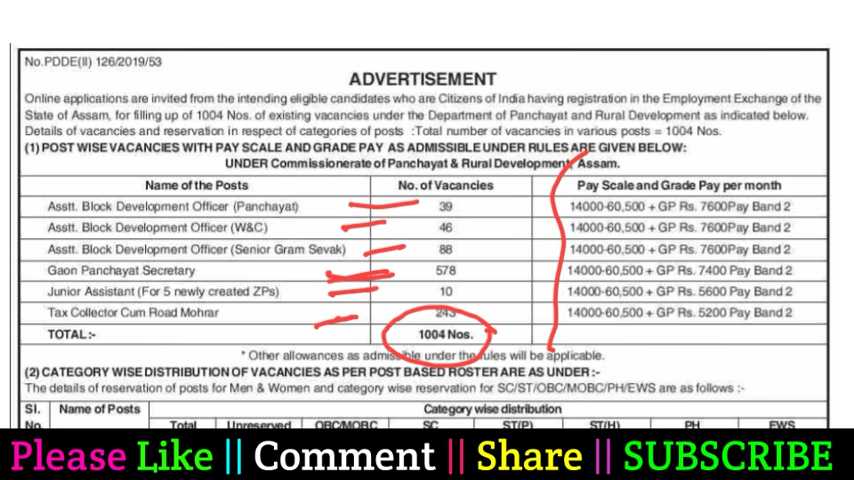 No.PDDE(II) 126/2019/53
ADVERTISEMENT
Online applications are invited from the intending eligible candidates who are Citizens of India having registration in the Employment Exchange of the
State of Assam, for filling up of 1004 Nos. of existing vacancies under the Department of Panchayat and Rural Development as indicated below.
Details of vacancies and reservation in respect of categories of posts :Total number of vacancies in various posts = 1004 Nos.
(1) POST WISE VACANCIES WITH PAY SCALE AND GRADE PAY AS ADMISSIBLE UNDER RULES ARE GIVEN BELOW:
UNDER Commissionerate of Panchayat & Rural Development, Assam.
Name of the Posts No. of Vacancies Pay Scale and Grade Pay per month
Asstt. Block Development Officer (Panchayat) 39 14000-60,500 + GP Rs. 7600Pay Band 2
Asstt. Block Development Officer (W&C) 46 14000-60,500 + GP Rs. 7600Pay Band 2
Asstt. Block Development Officer (Senior Gram Sevak) 88 14000-60,500 + GP Rs. 7600Pay Band 2
Gaon Panchayat Secretary 578 14000-60,500 + GP Rs. 7400 Pay Band 2
Junior Assistant (For 5 newly created ZPs) 10 14000-60,500 + GP Rs. 5600 Pay Band 2
Tax Collector Cum Road Mohrar 243 14000-60,500 + GP Rs. 5200 Pay Band 2
TOTAL:- 1004 Nos.
* Other allowances as admissible under the rules will be applicable.
(2) CATEGORY WISE DISTRIBUTION OF VACANCIES AS PER POST BASED ROSTER ARE AS UNDER:-
The details of reservation of posts for Men & Women and category wise reservation for SC/ST/OBC/MOBC/PH/EWS are as follows :-
Sl. Name of Posts Category wise distribution
No. Total Unreserved OBC/MOBC SC ST(P) ST(H) PH EWS
Please Like || Comment || Share || SUBSCRIBE